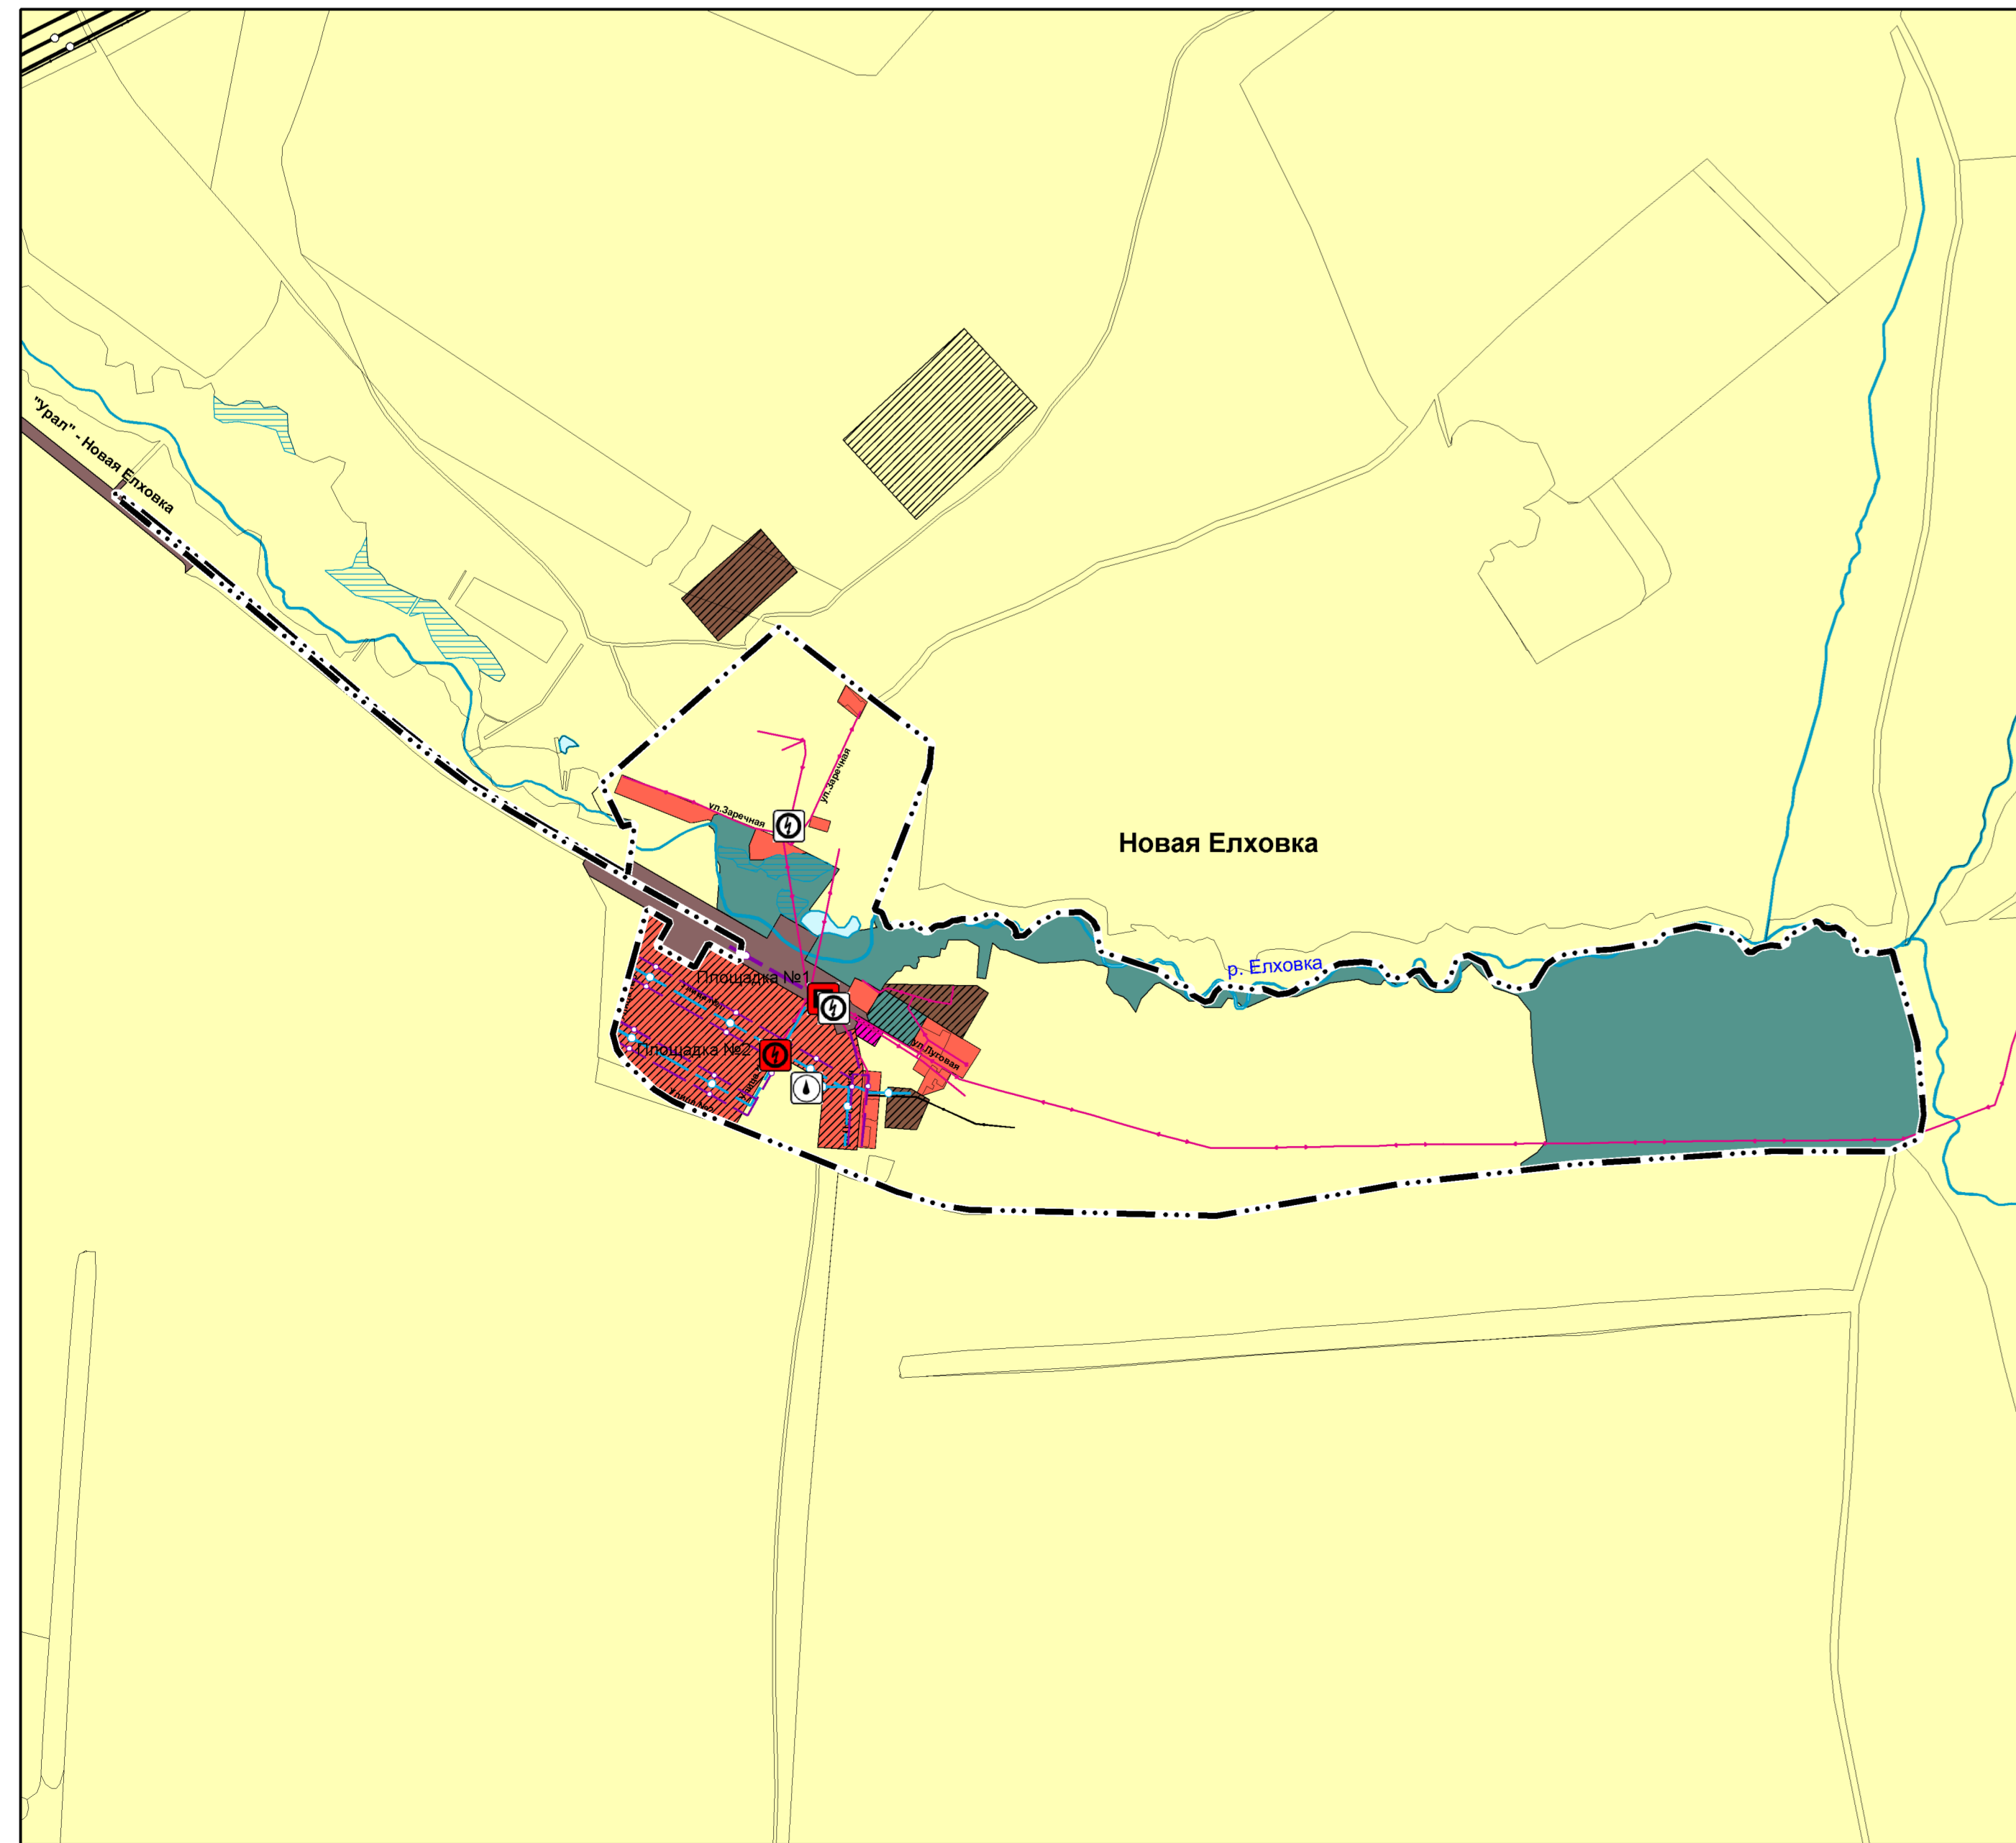 "Урал" - Новая Елховка
ул.Заречная
ул.Заречная
Новая Елховка
р. Елховка
Площадка №1
Площадка №2
ул.Луговая